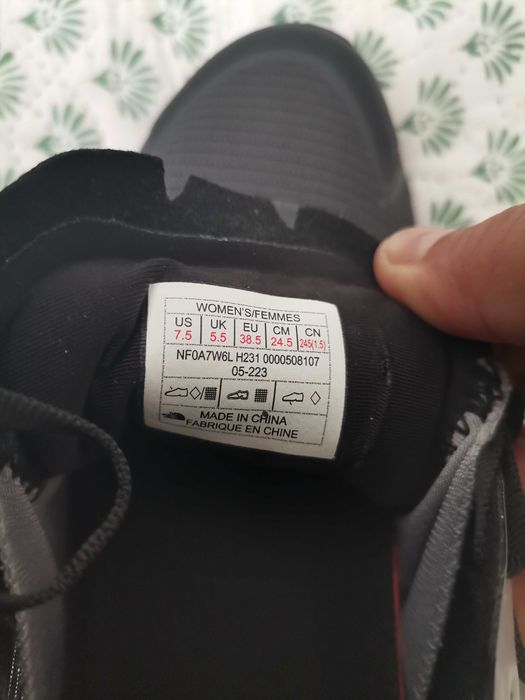 WOMEN'S/FEMMES
US UK EU CM CN
7.5 5.5 38.5 24.5 245(1.5)
NF0A7W6L H231 0000508107
05-223
MADE IN CHINA
FABRIQUE EN CHINE